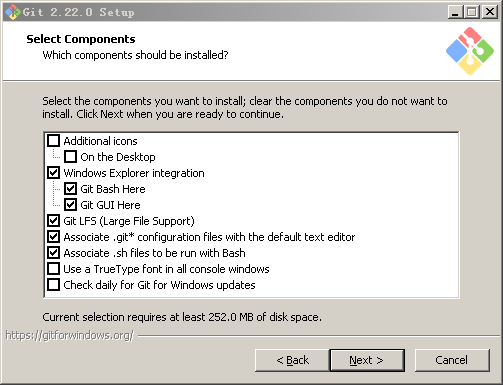 Git 2.22.0 Setup
Select Components
Which components should be installed?
Select the components you want to install; clear the components you do not want to
install. Click Next when you are ready to continue.
Additional icons
On the Desktop
Windows Explorer integration
Git Bash Here
Git GUI Here
Git LFS (Large File Support)
Associate .git* configuration files with the default text editor
Associate .sh files to be run with Bash
Use a TrueType font in all console windows
Check daily for Git for Windows updates
Current selection requires at least 252.0 MB of disk space.
https://gitforwindows.org/
< Back
Next >
Cancel